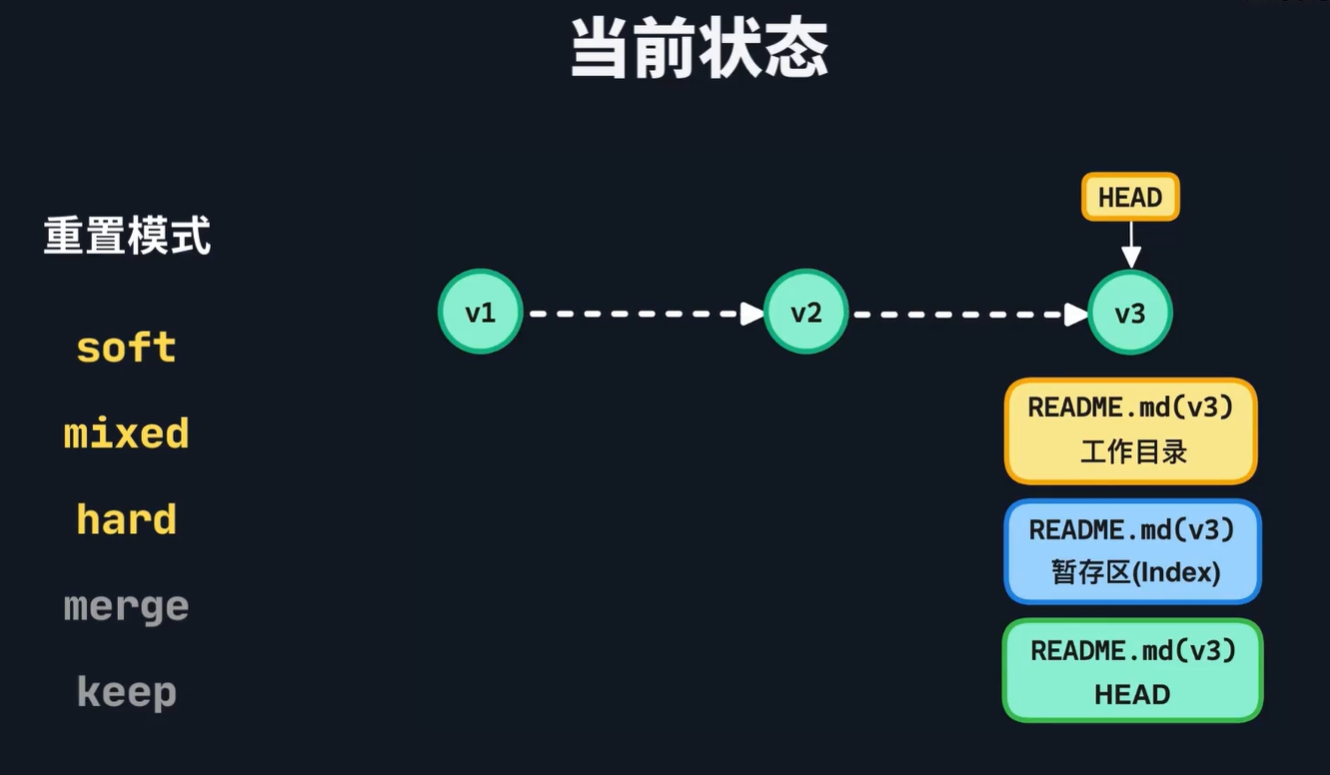 当前状态
重置模式
soft
mixed
hard
merge
keep
HEAD
v1
v2
v3
README.md(v3)
工作目录
README.md(v3)
暂存区(Index)
README.md(v3)
HEAD